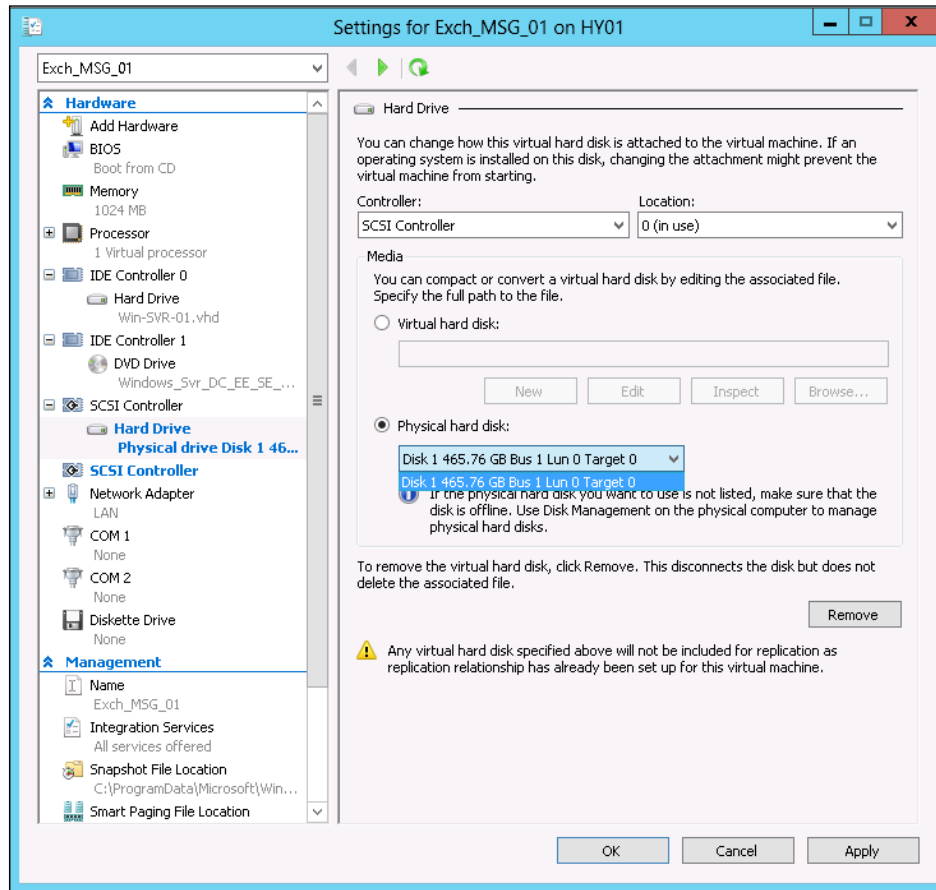 Settings for Exch_MSG_01 on HY01
Exch_MSG_01
Hardware
Add Hardware
BIOS
Boot from CD
Memory
1024 MB
Processor
1 Virtual processor
IDE Controller 0
Hard Drive
Win-SVR-01.vhd
IDE Controller 1
DVD Drive
Windows_Svr_DC_EE_SE_...
SCSI Controller
Hard Drive
Physical drive Disk 1 46...
SCSI Controller
Network Adapter
LAN
COM 1
None
COM 2
None
Diskette Drive
None
Management
Name
Exch_MSG_01
Integration Services
All services offered
Snapshot File Location
C:\ProgramData\Microsoft\Win...
Smart Paging File Location
Hard Drive
You can change how this virtual hard disk is attached to the virtual machine. If an
operating system is installed on this disk, changing the attachment might prevent the
virtual machine from starting.
Controller:
Location:
SCSI Controller
0 (in use)
Media
You can compact or convert a virtual hard disk by editing the associated file.
Specify the full path to the file.
Virtual hard disk:
New
Edit
Inspect
Browse...
Physical hard disk:
Disk 1 465.76 GB Bus 1 Lun 0 Target 0
Disk 1 465.76 GB Bus 1 Lun 0 Target 0
If the physical hard disk you want to use is not listed, make sure that the
disk is offline. Use Disk Management on the physical computer to manage
physical hard disks.
To remove the virtual hard disk, click Remove. This disconnects the disk but does not
delete the associated file.
Remove
Any virtual hard disk specified above will not be included for replication as
replication relationship has already been set up for this virtual machine.
OK
Cancel
Apply